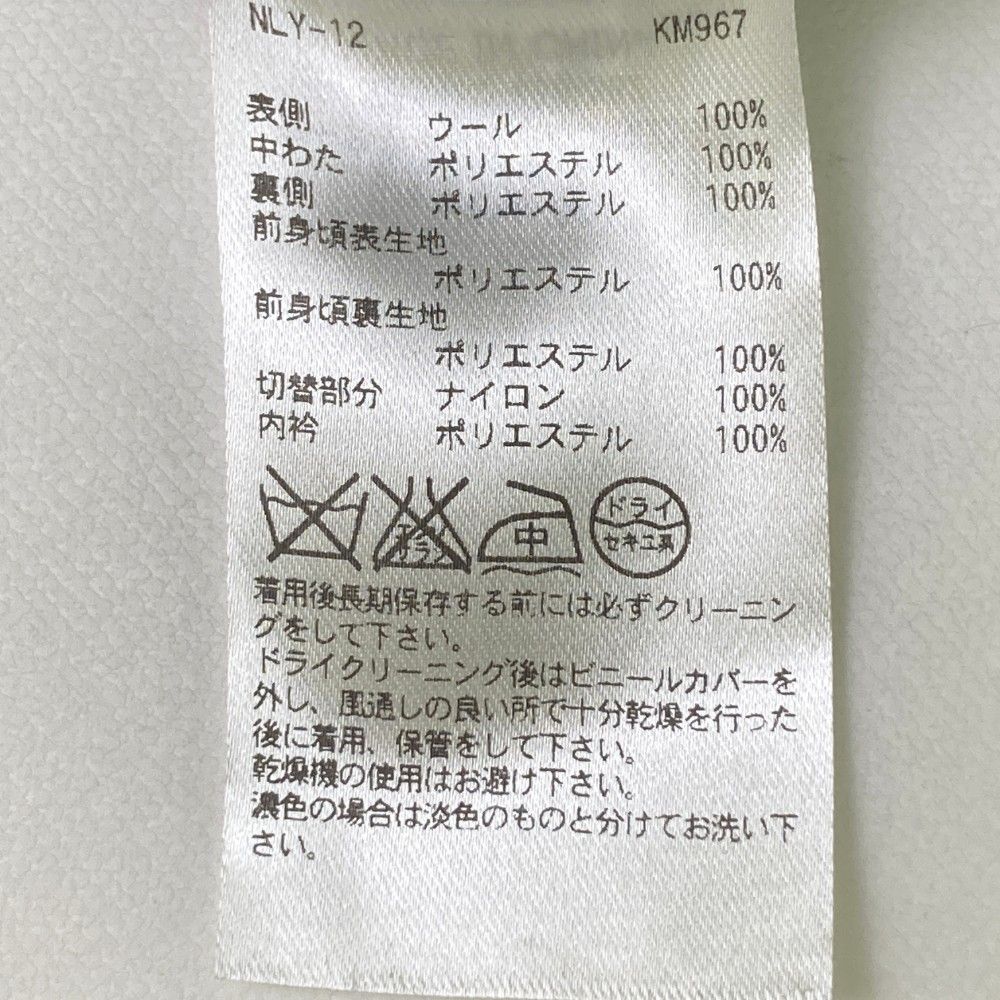 NLY-12 KM967
表側 ウール 100%
中わた ポリエステル 100%
裏側 ポリエステル 100%
前身頃表生地
ポリエステル 100%
前身頃裏生地
ポリエステル 100%
切替部分 ナイロン 100%
内衿 ポリエステル 100%
エンソ サラシ 中 ドライ
セキユ系
着用後長期保存する前には必ずクリーニン
グをして下さい。
ドライクリーニング後はビニールカバーを
外し、風通しの良い所で十分乾燥を行った
後に着用、保管をして下さい。
乾燥機の使用はお避け下さい。
濃色の場合は淡色のものと分けてお洗い下
さい。